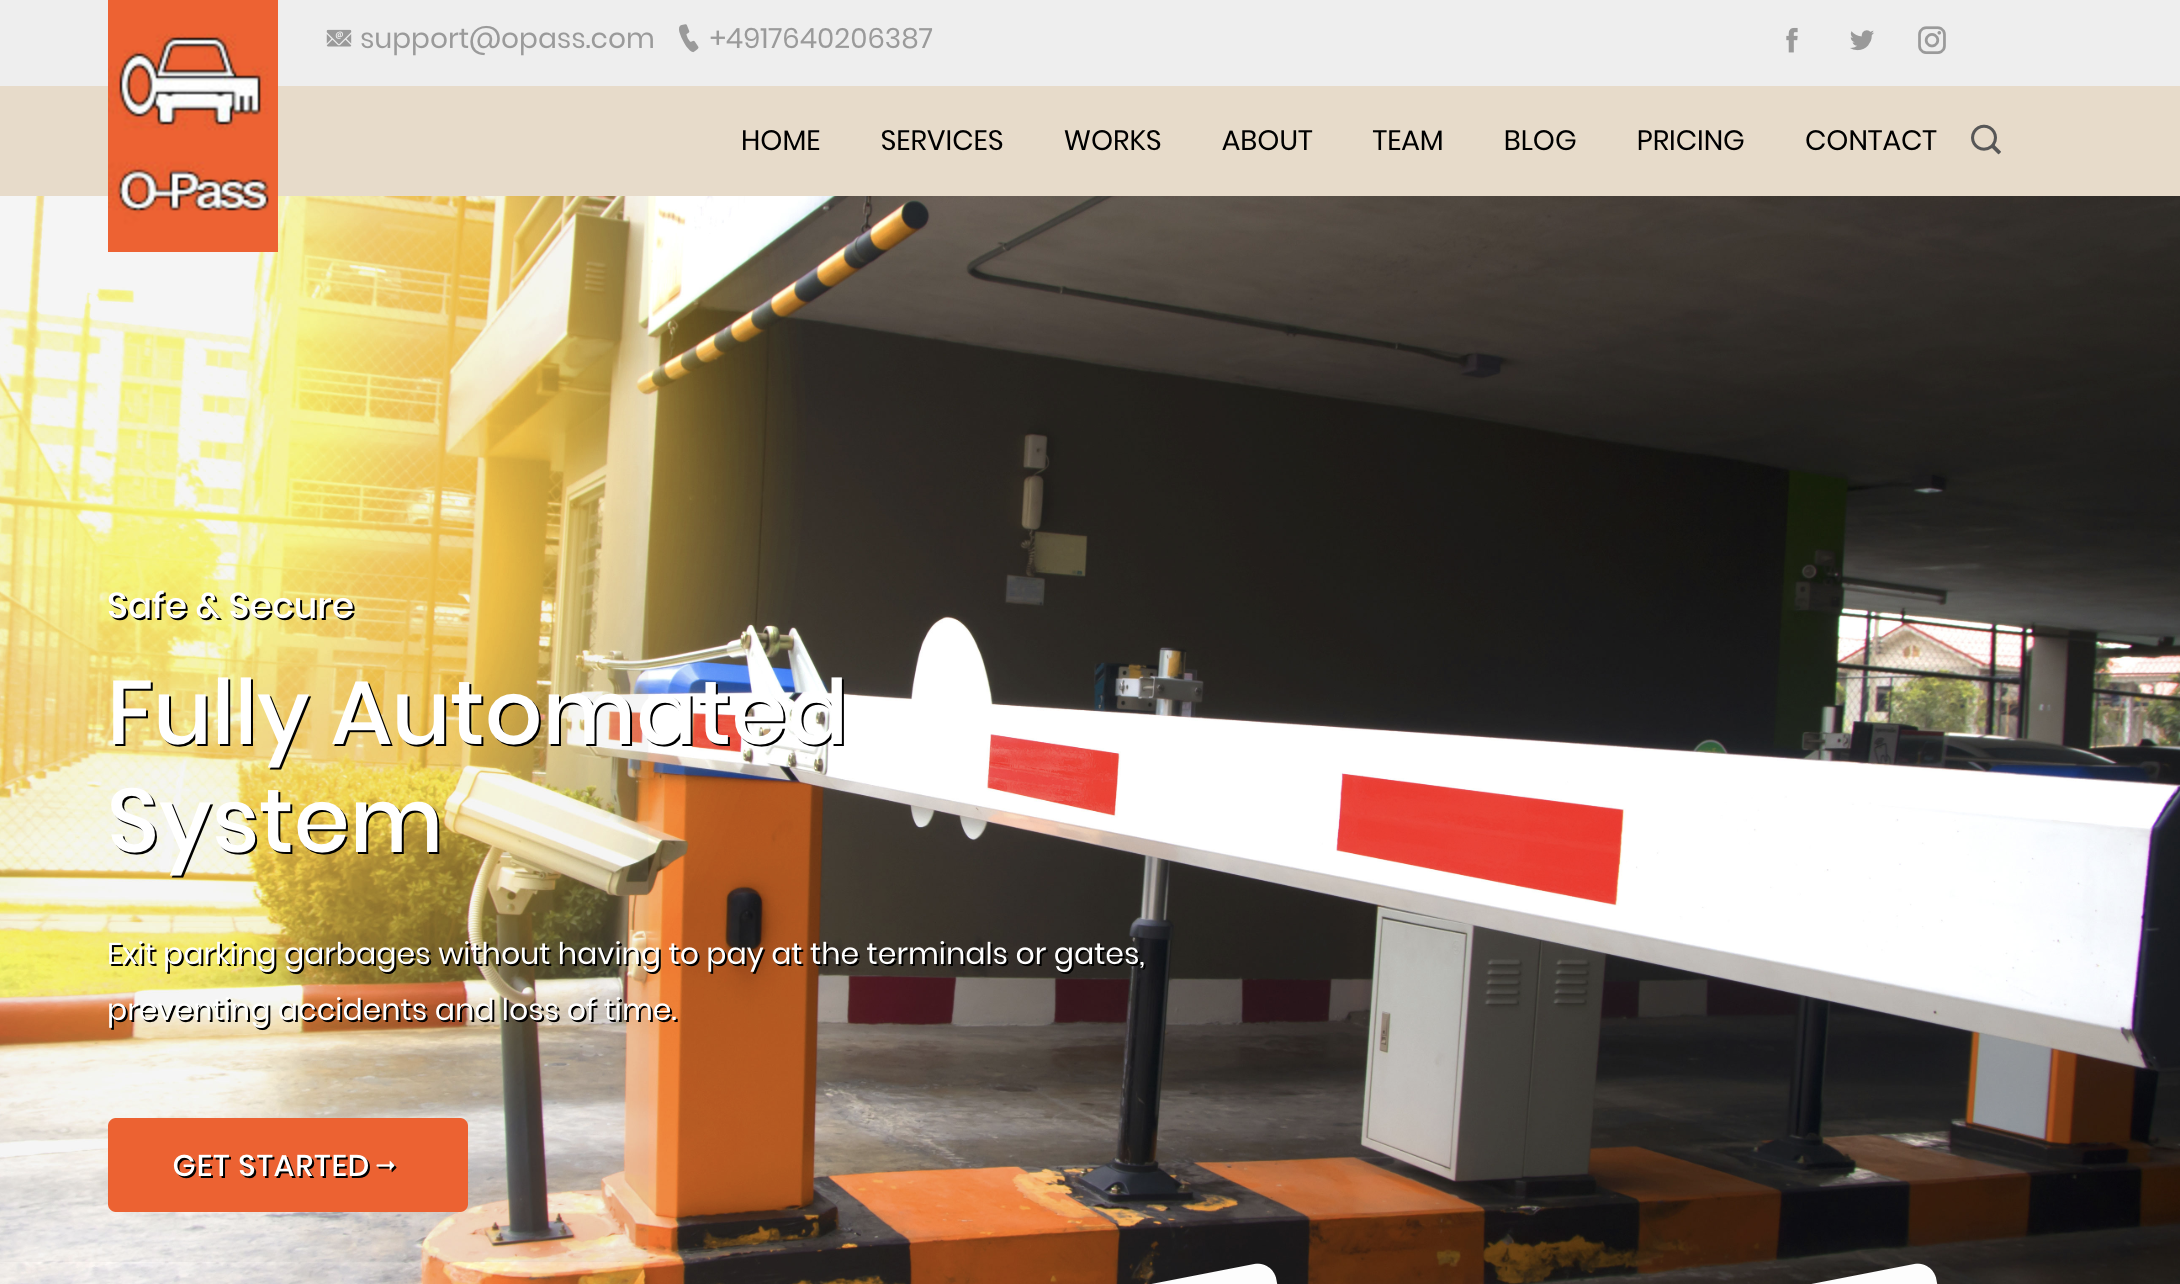 support@opass.com +4917640206387
O-Pass
HOME SERVICES WORKS ABOUT TEAM BLOG PRICING CONTACT
Safe & Secure
Fully Automated
System
Exit parking garbages without having to pay at the terminals or gates,
preventing accidents and loss of time.
GET STARTED→